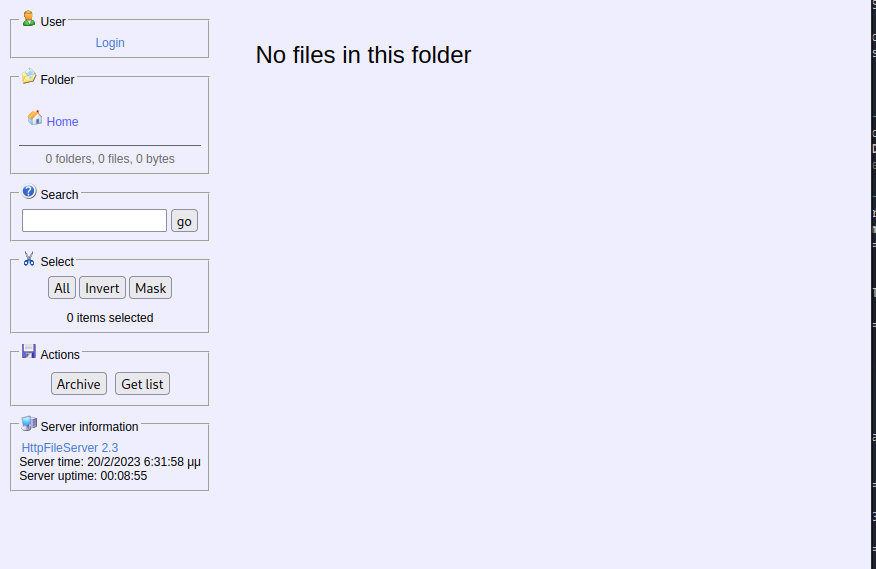 User
Login
No files in this folder
Folder
Home
0 folders, 0 files, 0 bytes
Search
go
Select
All Invert Mask
0 items selected
Actions
Archive Get list
Server information
HttpFileServer 2.3
Server time: 20/2/2023 6:31:58 μμ
Server uptime: 00:08:55